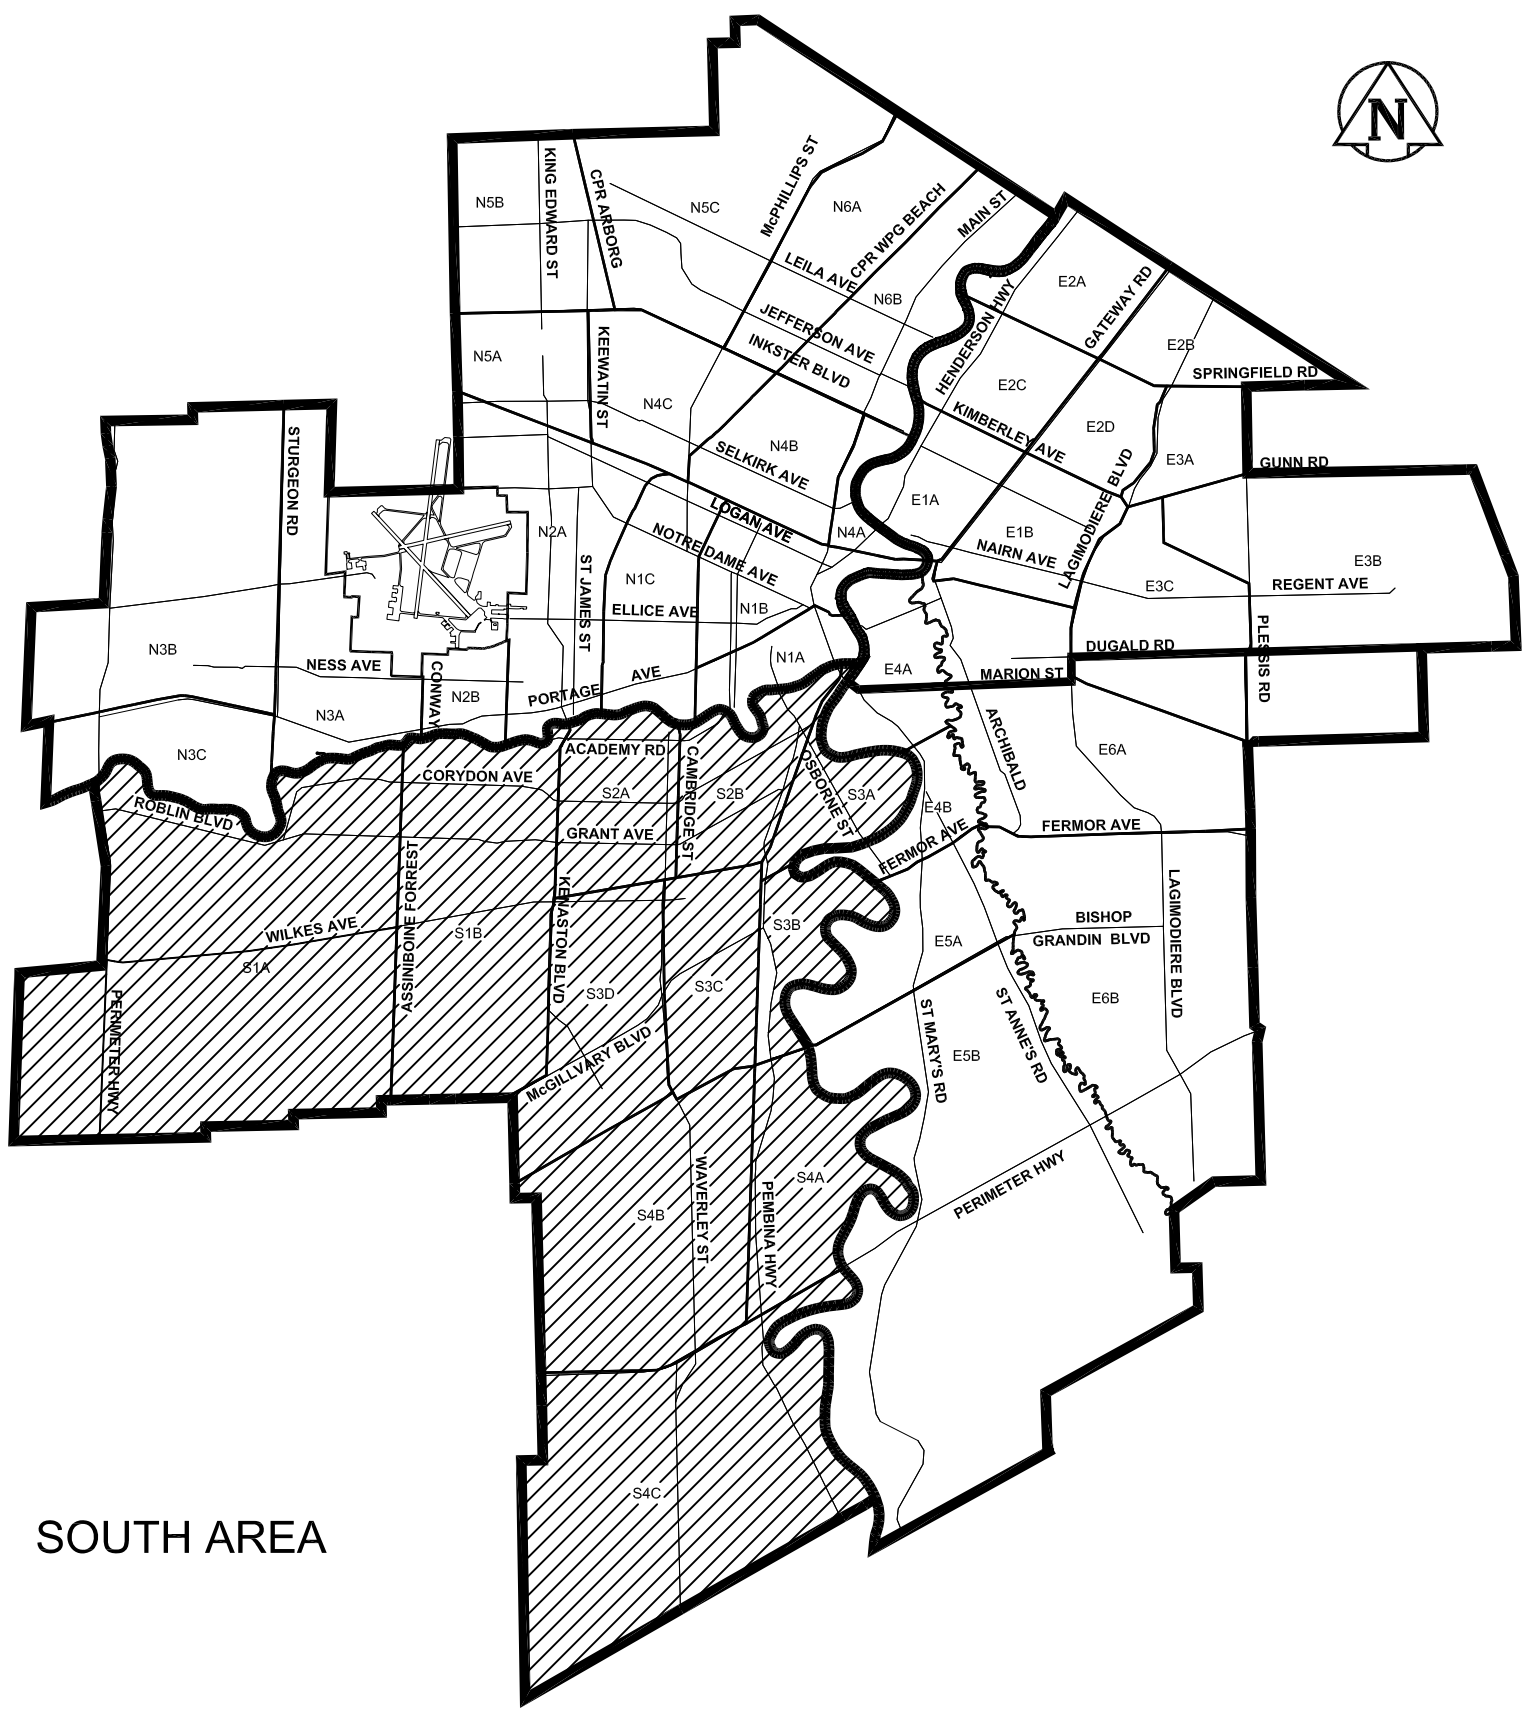 N
McPHILLIPS ST
KING EDWARD ST
CPR ARBORG
N5B
N5C
N6A
CPR WPG BEACH
MAIN ST
LEILA AVE
N6B
E2A
HENDERSON HWY
GATEWAY RD
JEFFERSON AVE
INKSTER BLVD
N5A
KEEWATIN ST
E2B
SPRINGFIELD RD
E2C
N4C
KIMBERLEY AVE
E2D
STURGEON RD
N4B
SELKIRK AVE
LAGIMODIERE BLVD
E3A
GUNN RD
E1A
LOGAN AVE
N2A
NOTRE DAME AVE
N4A
E1B
NAIRN AVE
E3B
ST JAMES ST
N1C
E3C
REGENT AVE
ELLICE AVE
N1B
PLESSIS RD
N3B
NESS AVE
DUGALD RD
N1A
E4A
MARION ST
CONWAY
N2B
PORTAGE
AVE
N3A
ARCHIBALD
N3C
ACADEMY RD
CAMBRIDGE ST
OSBORNE ST
E6A
CORYDON AVE
S2A
S2B
S3A
ROBLIN BLVD
E4B
GRANT AVE
FERMOR AVE
FERMOR AVE
ASSINIBOINE FORREST
KENASTON BLVD
LAGIMODIERE BLVD
WILKES AVE
S1B
S3B
BISHOP
GRANDIN BLVD
E5A
S1A
PERIMETER HWY
S3D
S3C
E6B
ST MARY'S RD
ST ANNE'S RD
McGILLVARY BLVD
E5B
WAVERLEY ST
PEMBINA HWY
S4A
PERIMETER HWY
S4B
S4C
SOUTH AREA